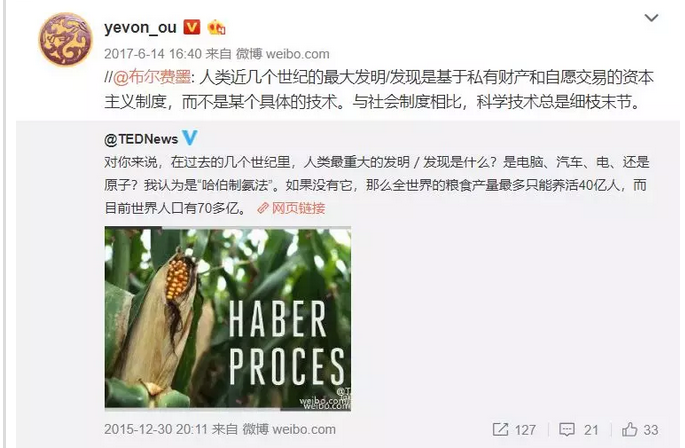 yevon_ou
2017-6-14 16:40 来自 微博 weibo.com
//@布尔费墨: 人类近几个世纪的最大发明/发现是基于私有财产和自愿交易的资本
主义制度，而不是某个具体的技术。与社会制度相比，科学技术总是细枝末节。
@TEDNews
对你来说，在过去的几个世纪里，人类最重大的发明 / 发现是什么？是电脑、汽车、电、还是
原子？我认为是“哈伯制氨法”。如果没有它，那么全世界的粮食产量最多只能养活40亿人，而
目前世界人口有70多亿。 网页链接
HABER
PROCES
weibo.com
weibo.com
2015-12-30 20:11 来自 微博 weibo.com
127
21
33